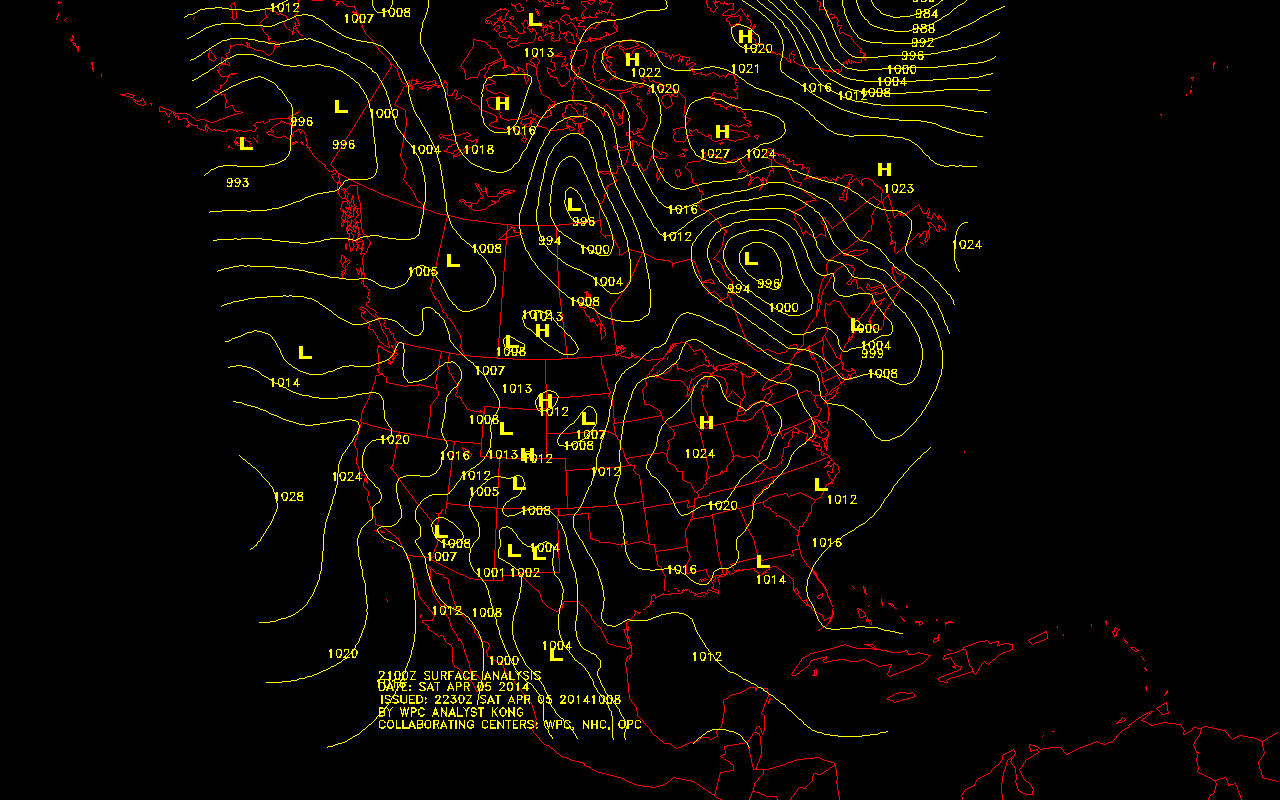 1012
1007
1008
984
988
992
996
1000
1004
1008
1012
1016
L
1013
H
1020
1021
H
1022
1020
H
1016
1018
L
996
1000
996
1004
L
993
H
1027
1024
H
1023
1024
L
996
994
1000
1004
1008
1016
1012
L
994
996
1000
L
1005
1008
L
1000
1004
999
1008
1012
1013
H
L
1008
L
1014
1007
1013
H
1012
L
1007
1008
1008
L
H
1024
1020
1020
1016
1013
H
1012
1012
1024
1028
1012
1005
L
1008
L
1012
1016
L
1008
1007
L
L
1004
1001
1002
1016
L
1014
1012
1008
1020
1000
1004
L
1012
2100Z SURFACE ANALYSIS
DATE: SAT APR 05 2014
ISSUED: 2230Z SAT APR 05 2014
1008
BY WPC ANALYST KONG
COLLABORATING CENTERS: WPC, NHC, OPC